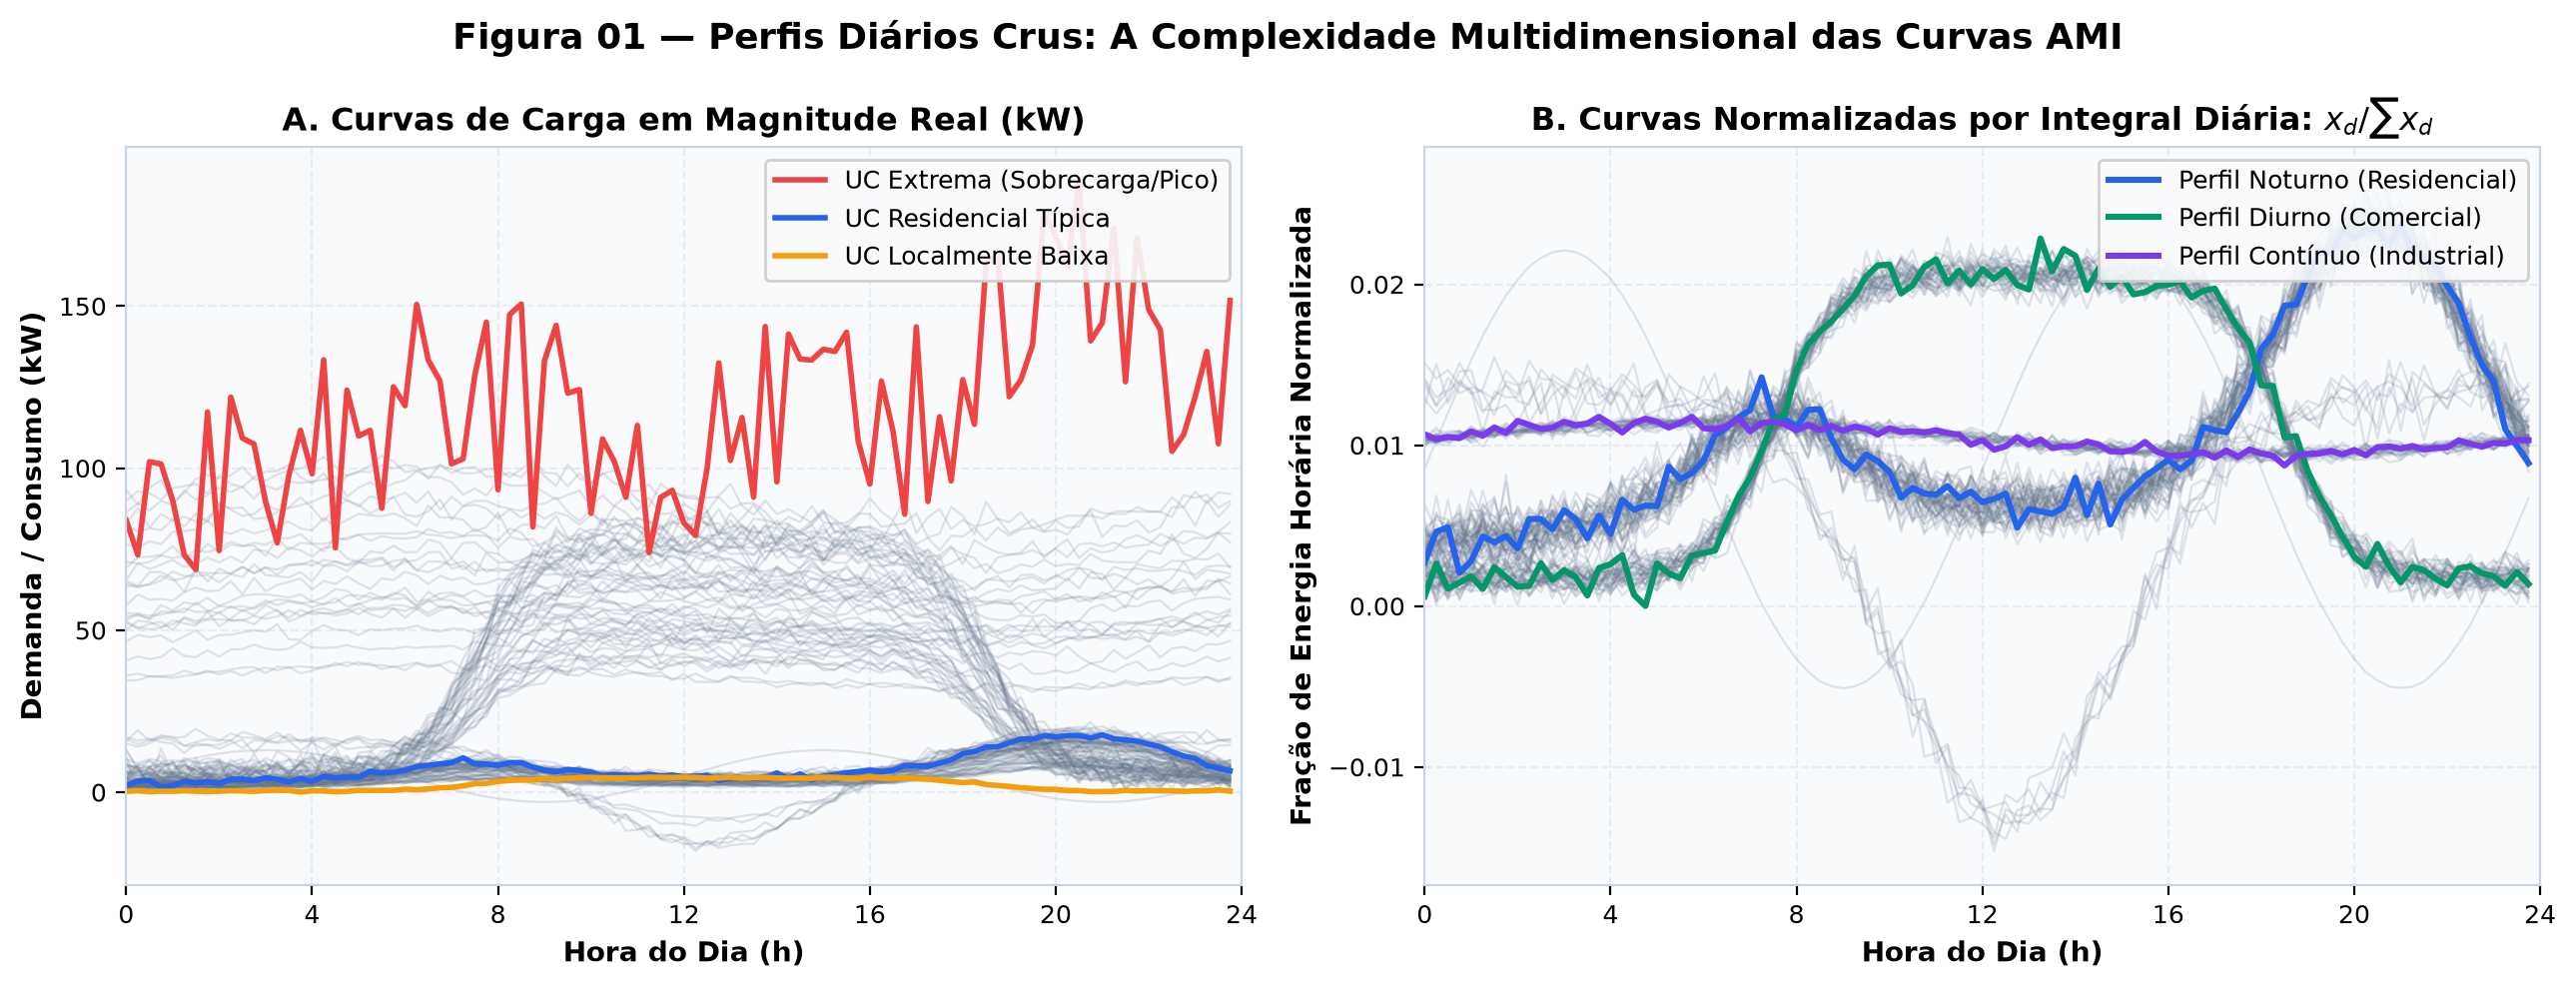 Figura 01 — Perfis Diários Crus: A Complexidade Multidimensional das Curvas AMI
A. Curvas de Carga em Magnitude Real (kW)
UC Extrema (Sobrecarga/Pico)
UC Residencial Típica
UC Localmente Baixa
Demanda / Consumo (kW)
150
100
50
0
0 4 8 12 16 20 24
Hora do Dia (h)
B. Curvas Normalizadas por Integral Diária: x_d/∑x_d
Perfil Noturno (Residencial)
Perfil Diurno (Comercial)
Perfil Contínuo (Industrial)
Fração de Energia Horária Normalizada
0.02
0.01
0.00
−0.01
0 4 8 12 16 20 24
Hora do Dia (h)